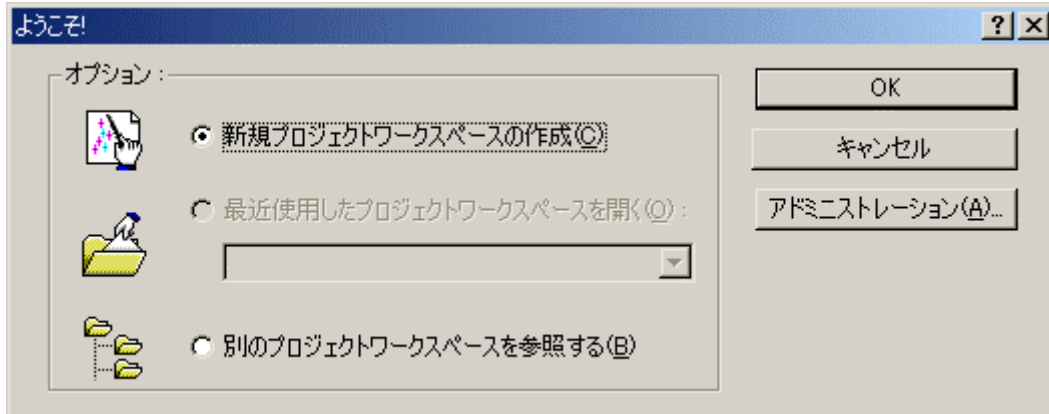 ようこそ!
オプション :
新規プロジェクトワークスペースの作成(C)
最近使用したプロジェクトワークスペースを開く(O) :
別のプロジェクトワークスペースを参照する(B)
OK
キャンセル
アドミニストレーション(A)...